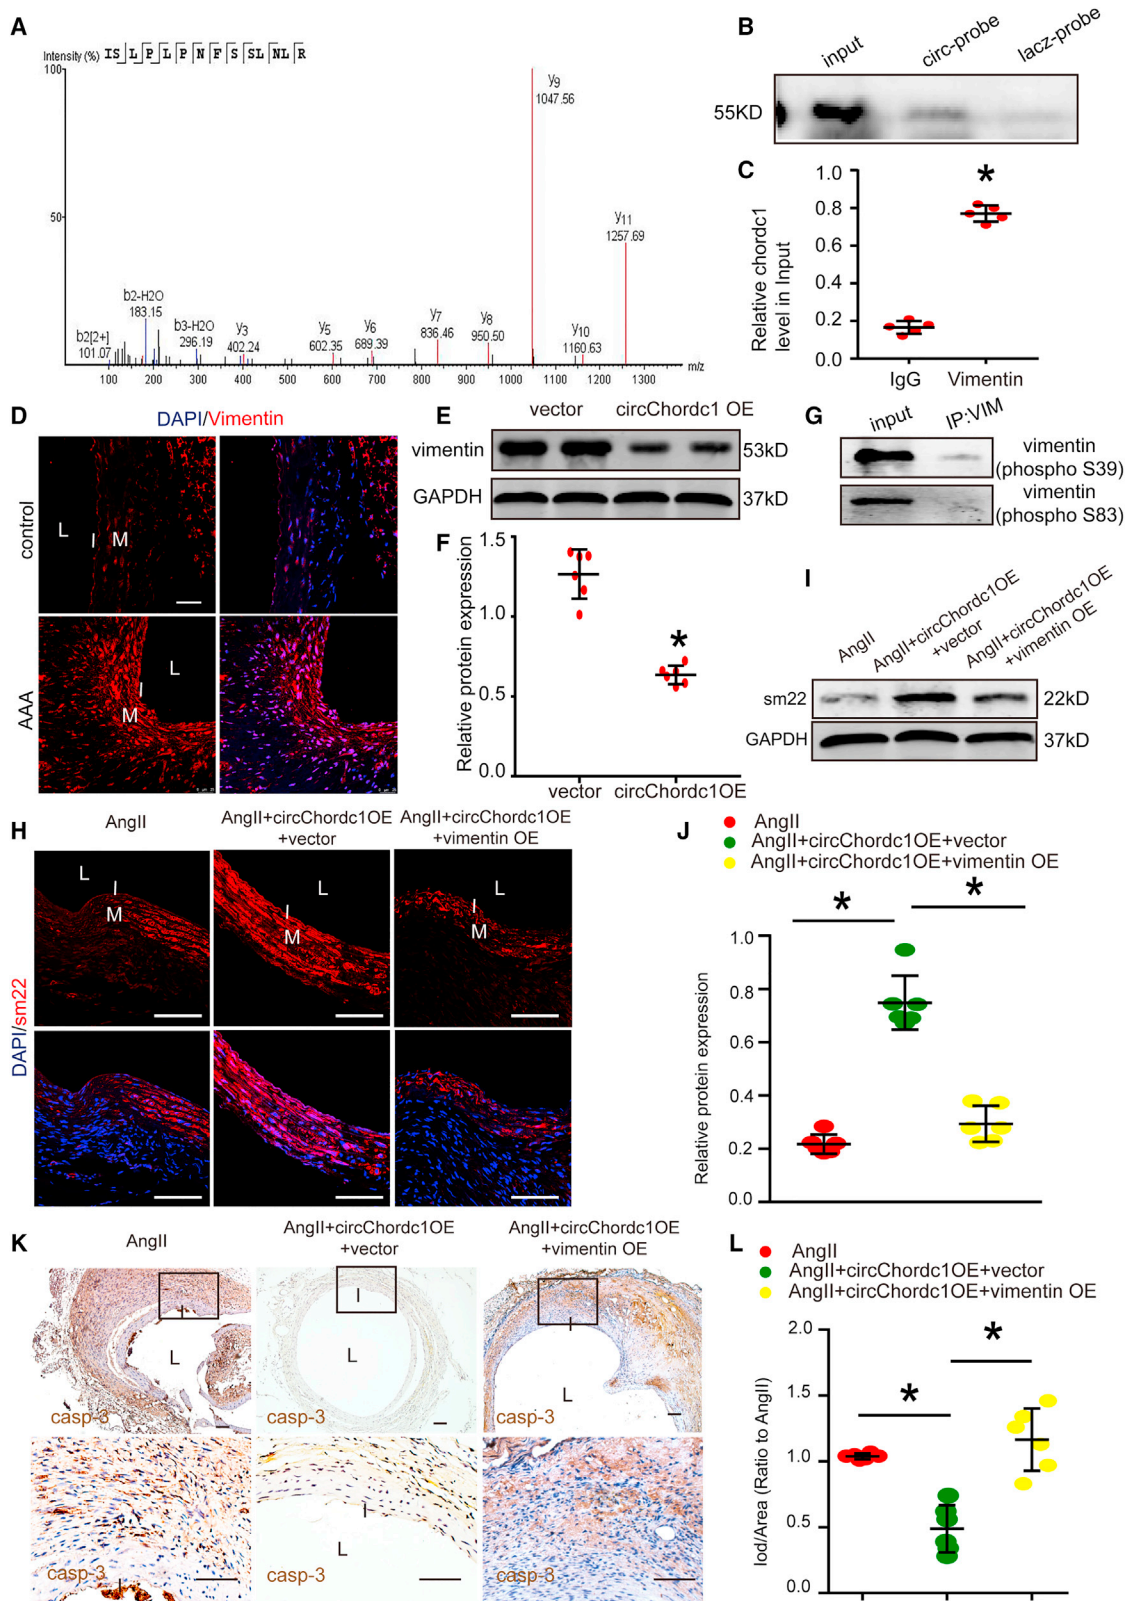 A
Intensity (%)
IS L P L P N F S SL NL R
100
50
y9
1047.56
y11
1257.69
b2-H2O
183.15
b2[2+]
101.07
b3-H2O
296.19
y3
402.24
y5
602.35
y6
689.39
y7
836.46
y8
950.50
y10
1160.63
100 200 300 400 500 600 700 800 900 1000 1100 1200 1300
m/z
B
input circ-probe lacz-probe
55KD
C
Relative chordc1
level in Input
1.0
0.8
0.6
0.4
0.2
0.0
*
IgG Vimentin
D
DAPI/Vimentin
control
L I M
AAA
L
I
M
E
vector circChordc1 OE
vimentin 53kD
GAPDH 37kD
F
Relative protein expression
1.5
1.0
0.5
0.0
*
vector circChordc1OE
G
input IP:VIM
vimentin
(phospho S39)
vimentin
(phospho S83)
I
AngII
AngII+circChordc1OE
+vector
AngII+circChordc1OE
+vimentin OE
sm22 22kD
GAPDH 37kD
H
AngII
AngII+circChordc1OE
+vector
AngII+circChordc1OE
+vimentin OE
DAPI/sm22
L
I
M
L
I
M
L
I
M
J
AngII
AngII+circChordc1OE+vector
AngII+circChordc1OE+vimentin OE
* *
Relative protein expression
1.0
0.8
0.6
0.4
0.2
0.0
K
AngII
AngII+circChordc1OE
+vector
AngII+circChordc1OE
+vimentin OE
I
L
casp-3
I
L
casp-3
I
L
casp-3
casp-3
I
I
L
casp-3
casp-3
L
AngII
AngII+circChordc1OE+vector
AngII+circChordc1OE+vimentin OE
Iod/Area (Ratio to AngII)
2.0
1.5
1.0
0.5
0.0
*
*